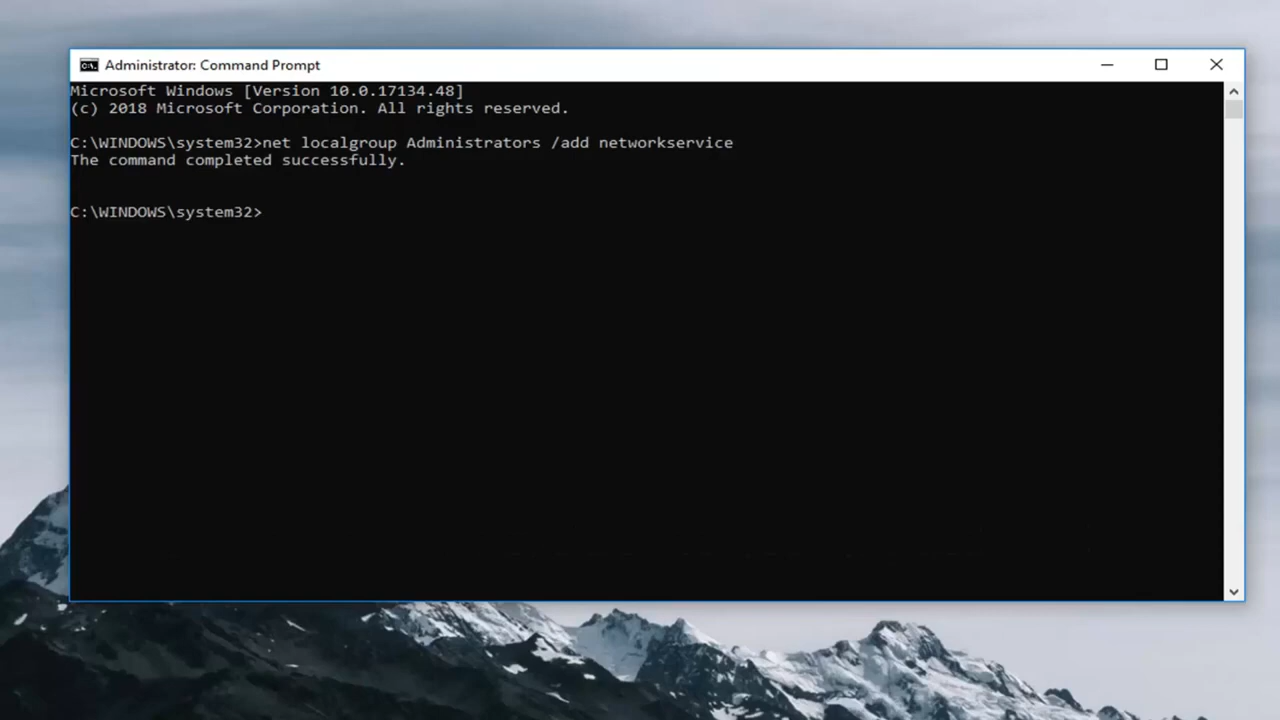 Administrator: Command Prompt
Microsoft Windows [Version 10.0.17134.48]
(c) 2018 Microsoft Corporation. All rights reserved.
C:\WINDOWS\system32>net localgroup Administrators /add networkservice
The command completed successfully.
C:\WINDOWS\system32>